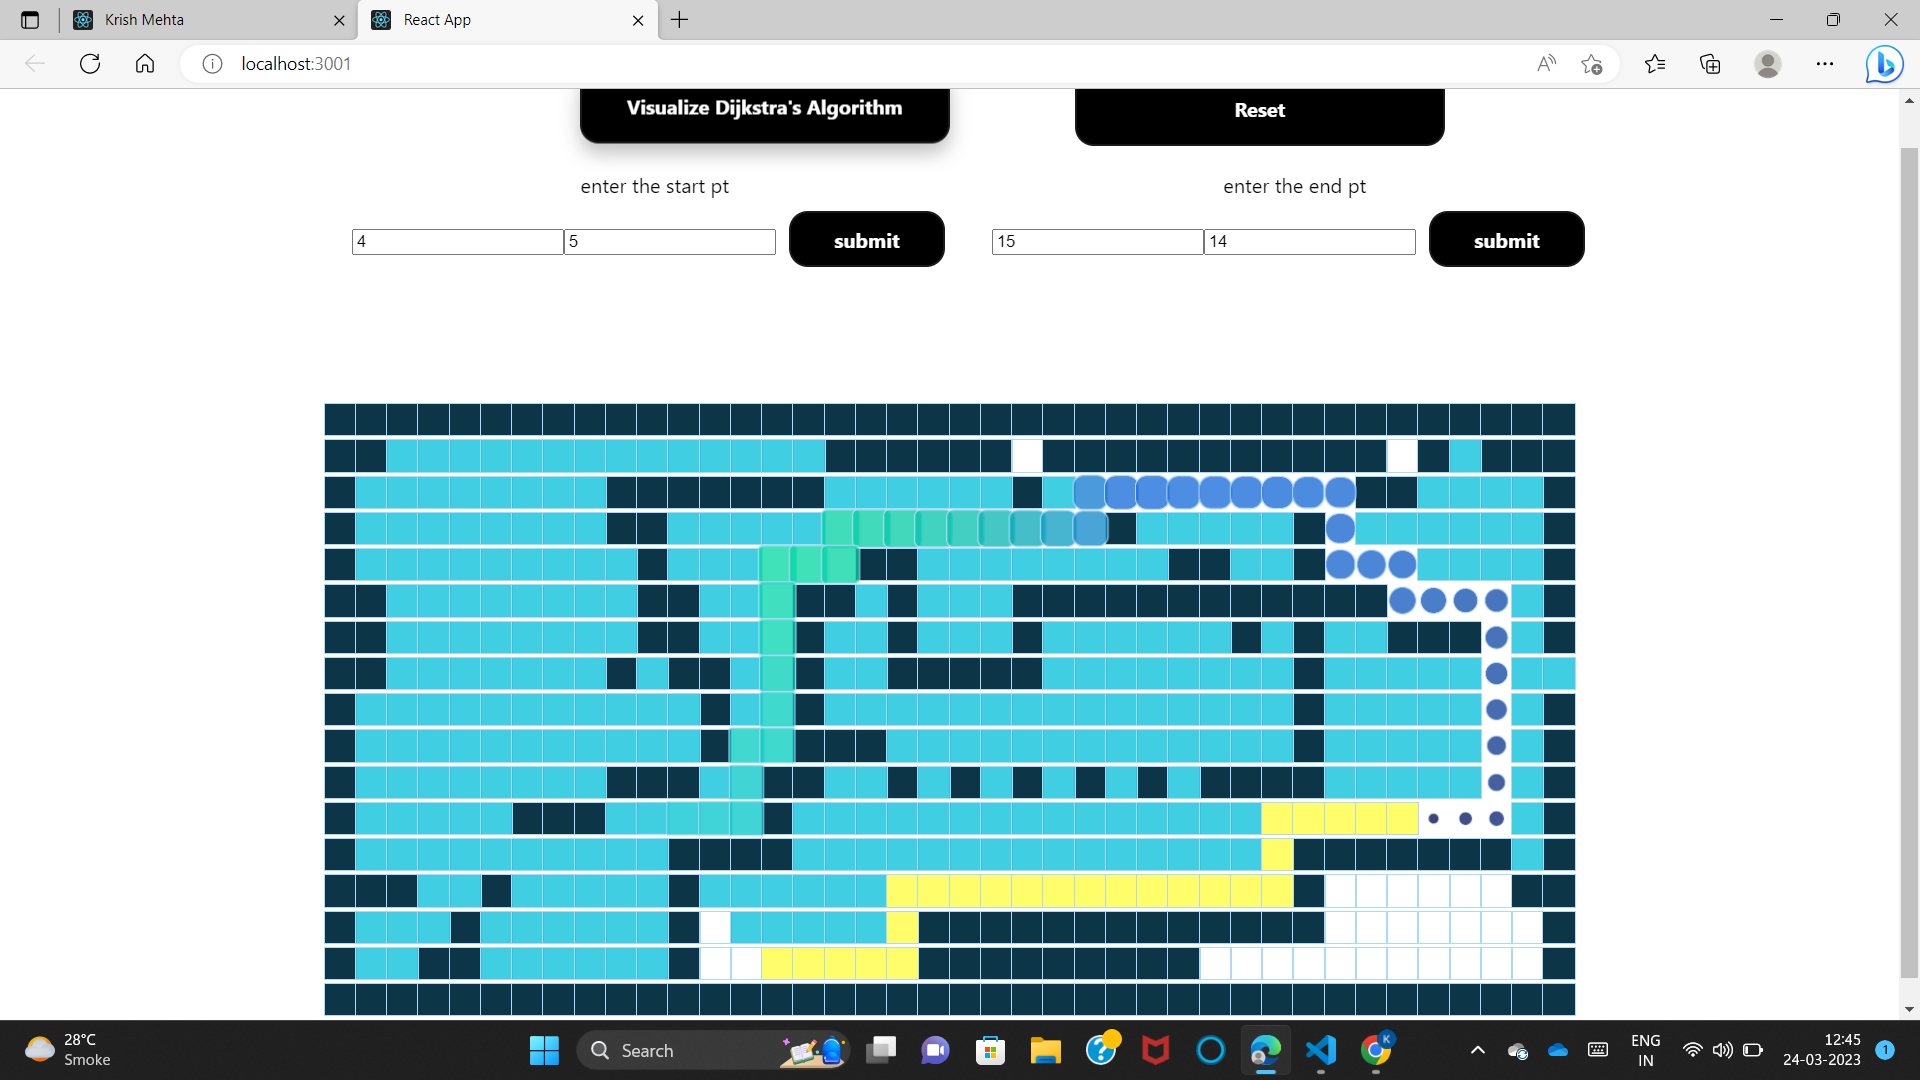 Krish Mehta
React App
localhost:3001
Visualize Dijkstra's Algorithm
Reset
enter the start pt
enter the end pt
4
5
submit
15
14
submit
28°C
Smoke
Search
K
ENG
IN
12:45
24-03-2023
1